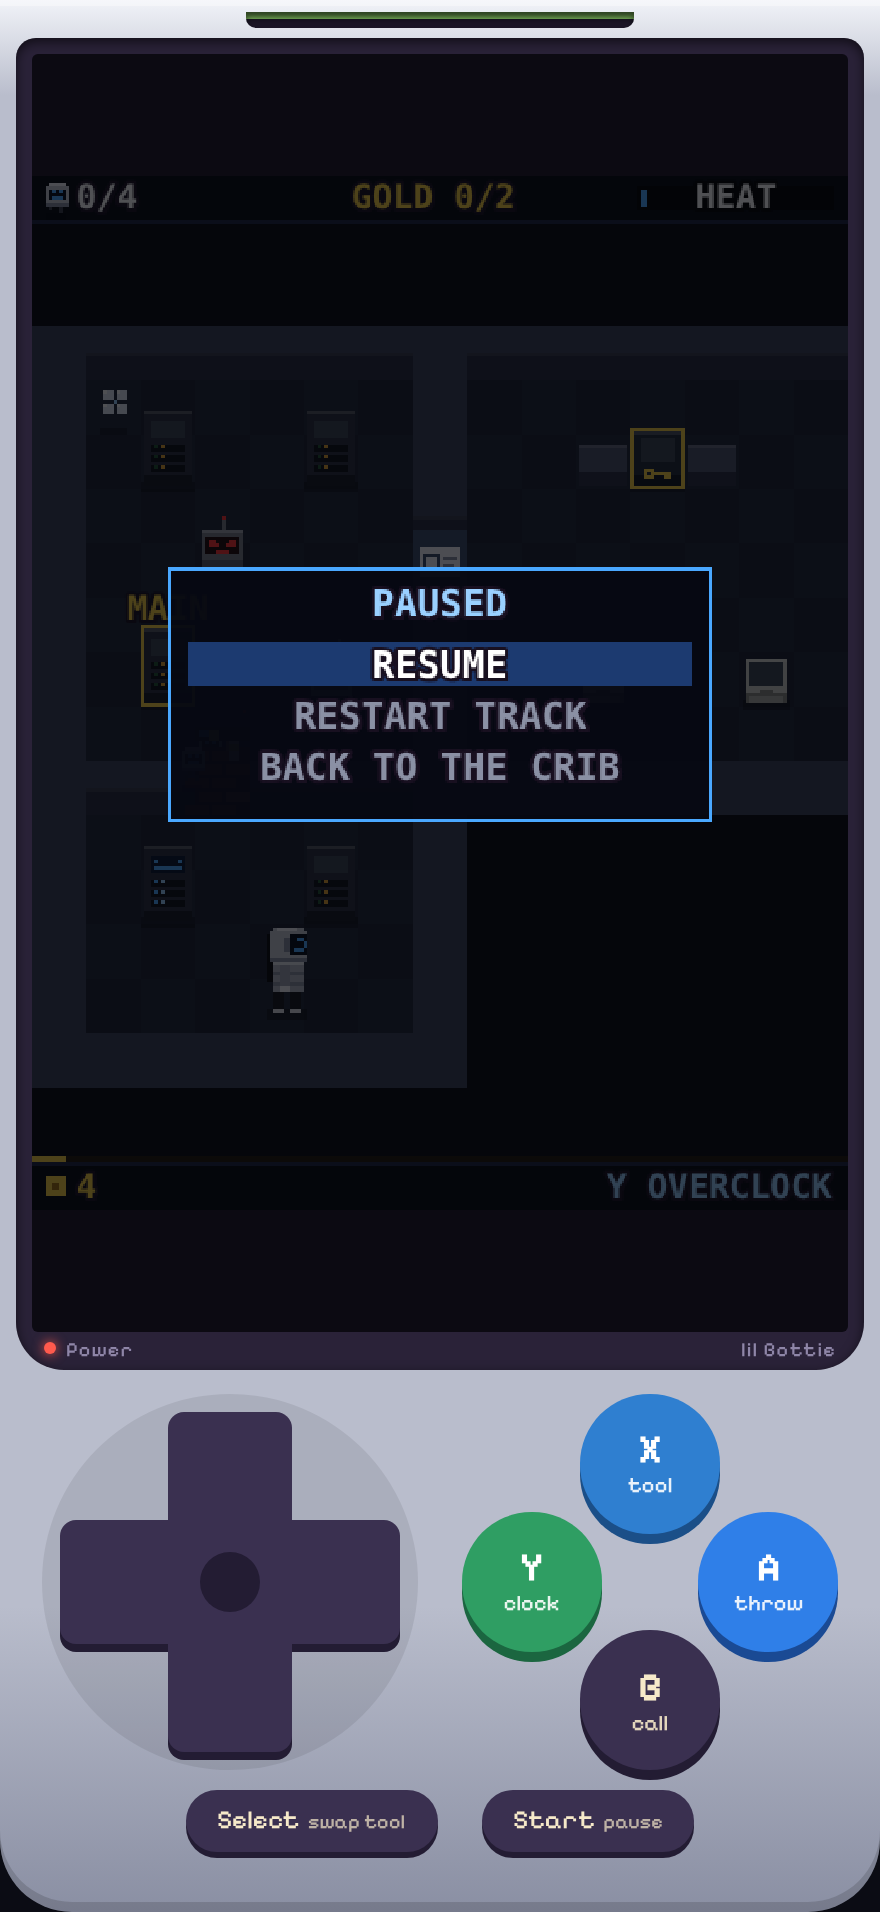 0/4 GOLD 0/2 HEAT
MAIN
PAUSED
RESUME
RESTART TRACK
BACK TO THE CRIB
4 Y OVERCLOCK
Power lil Bottie
X
tool
Y
clock
A
throw
B
call
Select swap tool
Start pause